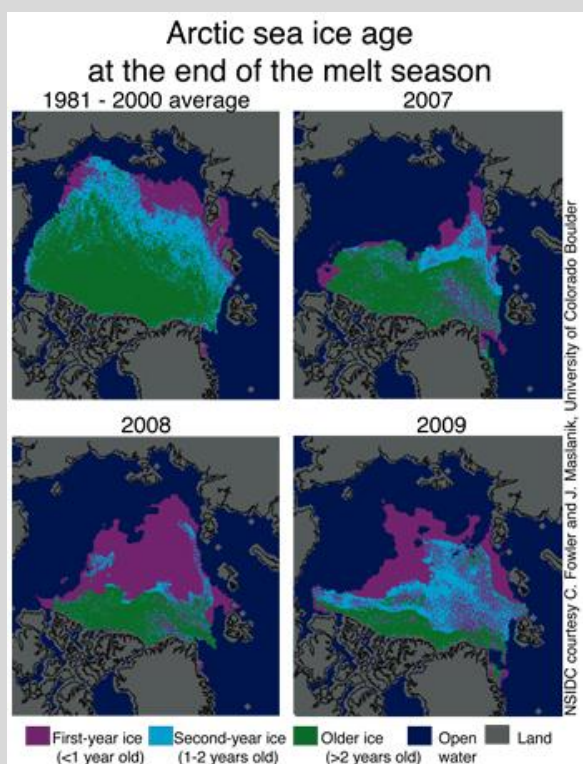 Arctic sea ice age
at the end of the melt season
1981 - 2000 average
2007
2008
2009
NSIDC courtesy C. Fowler and J. Maslanik, University of Colorado Boulder
First-year ice
(<1 year old)
Second-year ice
(1-2 years old)
Older ice
(>2 years old)
Open
water
Land